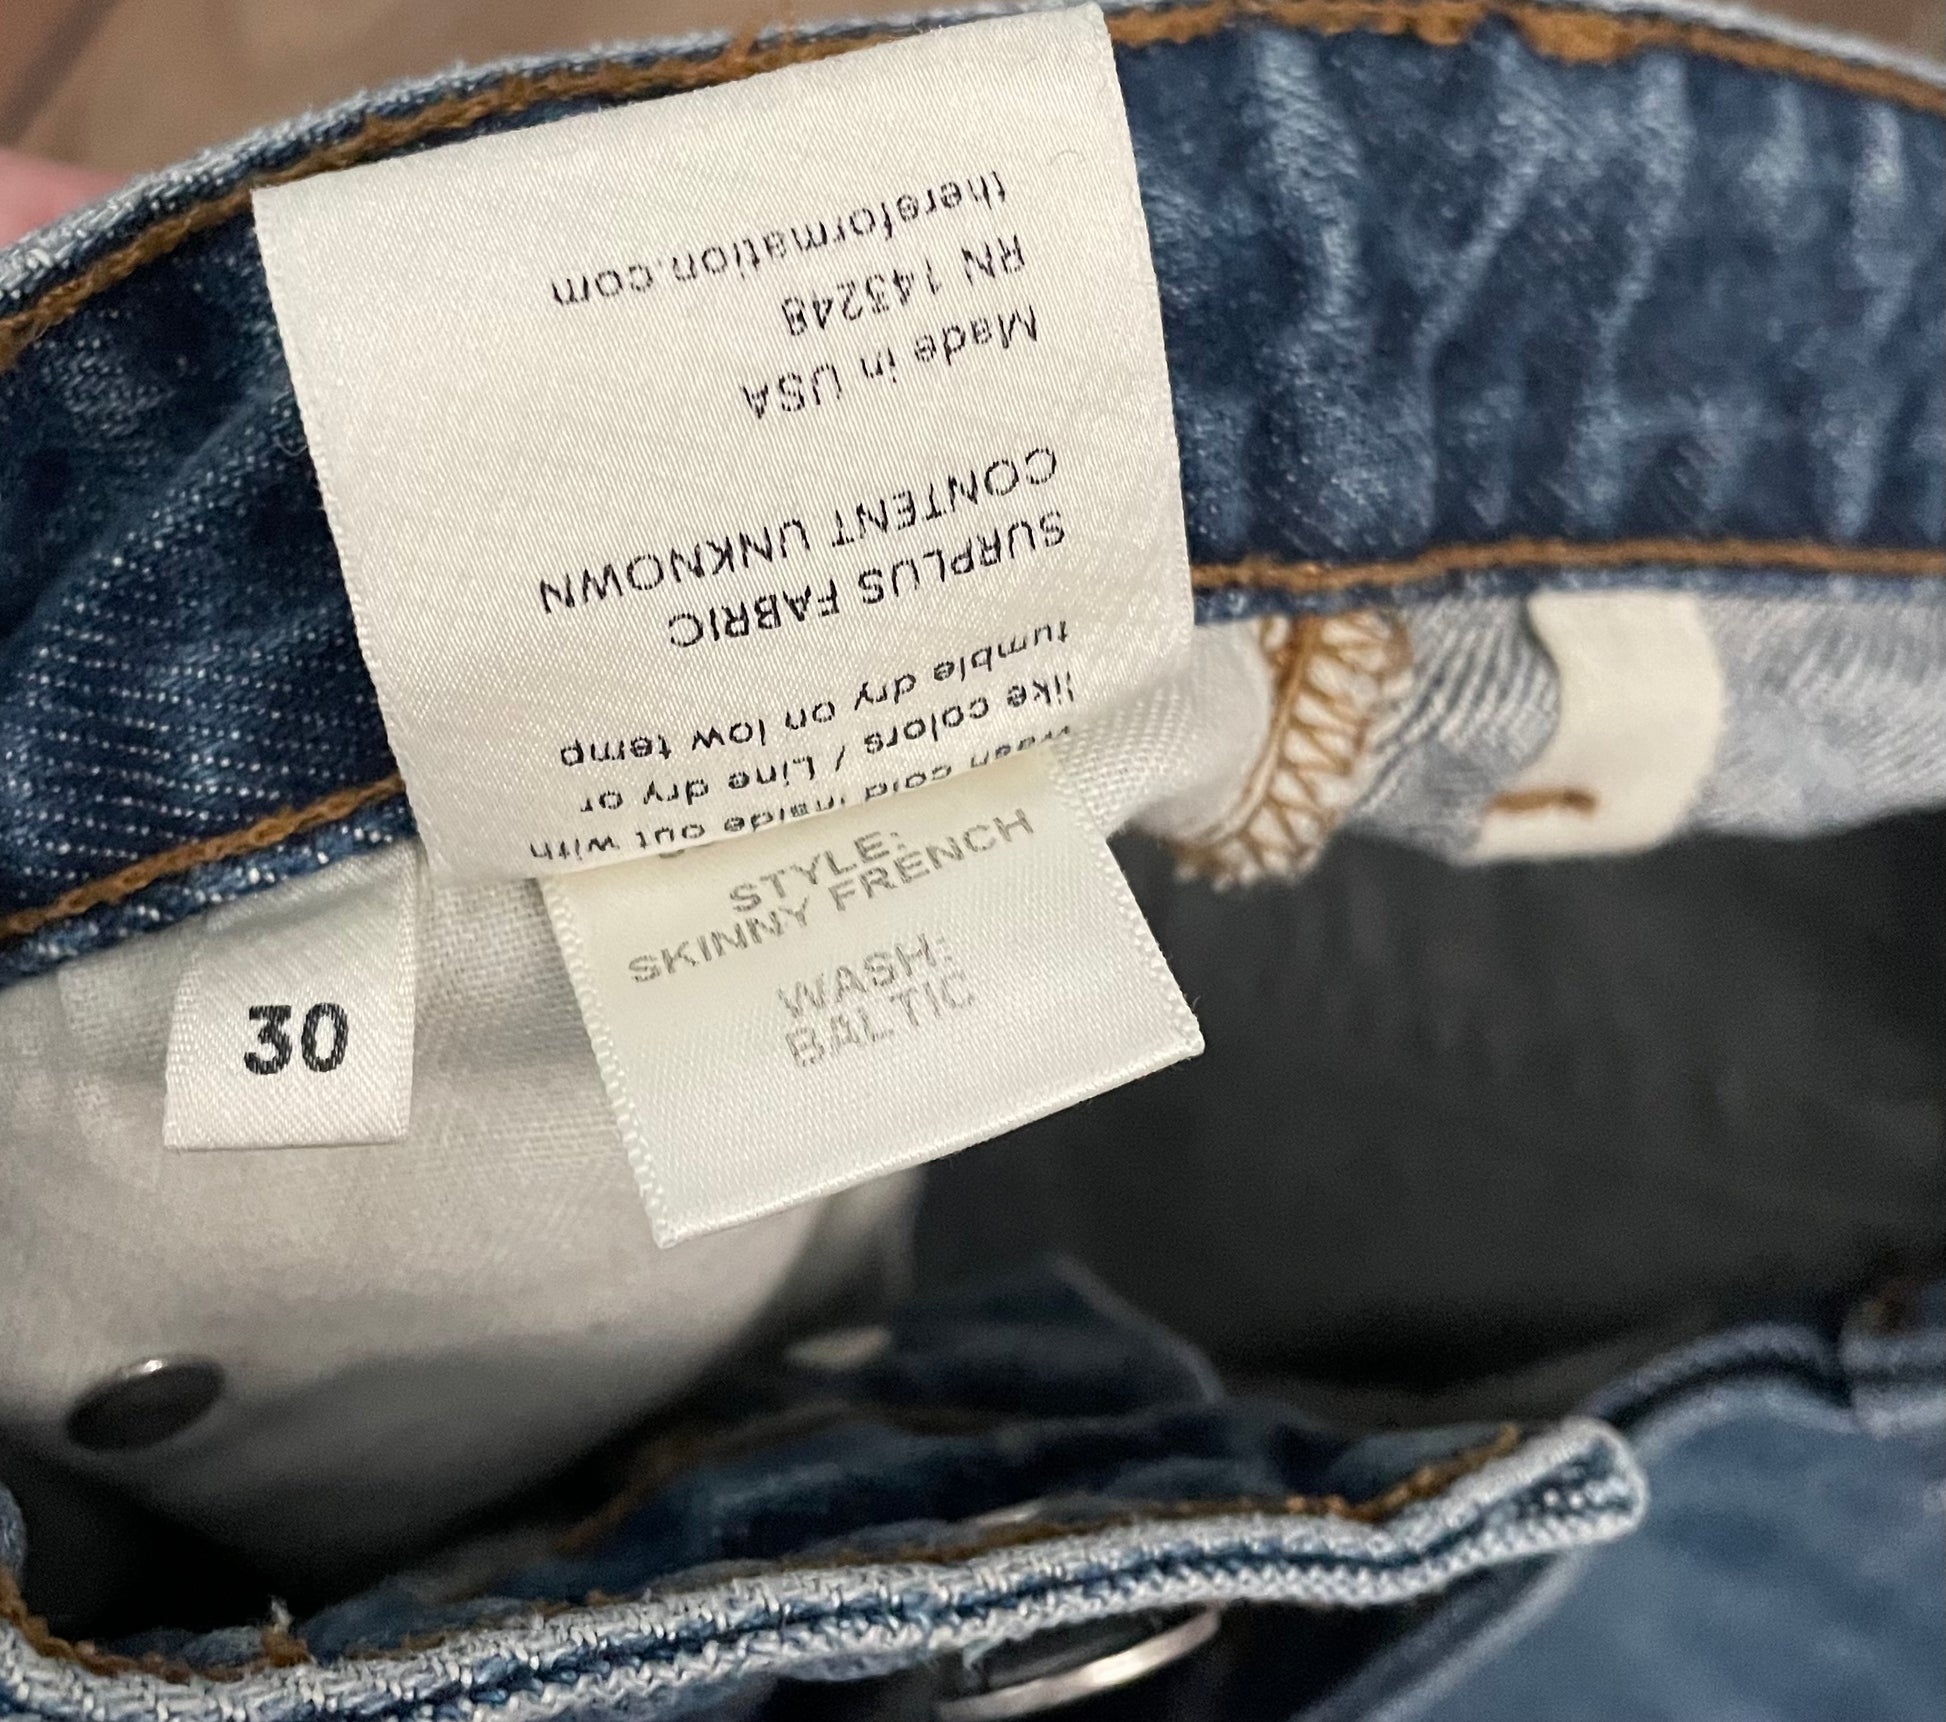 Wash cold inside out with
like colors / Line dry or
tumble dry on low temp
SURPLUS FABRIC
CONTENT UNKNOWN
Made in USA
RN 143248
thereformation.com
STYLE:
SKINNY FRENCH
WASH:
BALTIC
30